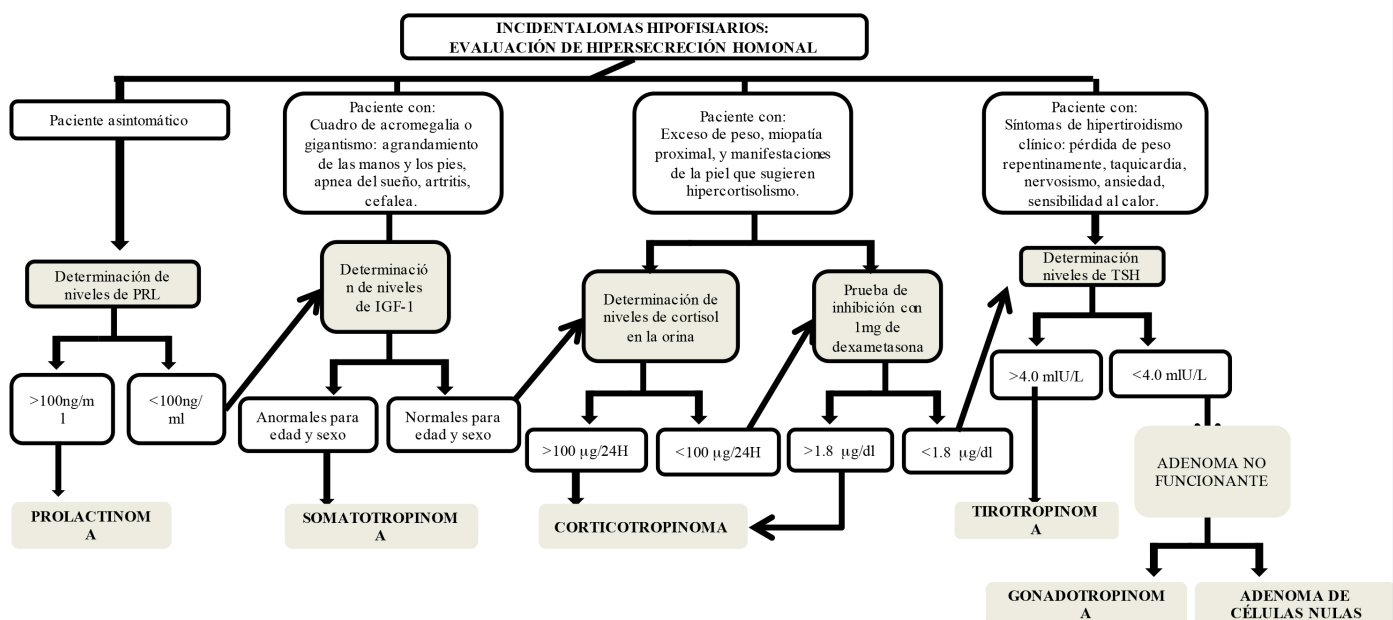 INCIDENTALOMAS HIPOFISIARIOS:
EVALUACIÓN DE HIPERSECRECIÓN HOMONAL
Paciente asintomático
Paciente con:
Cuadro de acromegalia o
gigantismo: agrandamiento
de las manos y los pies,
apnea del sueño, artritis,
cefalea.
Paciente con:
Exceso de peso, miopatía
proximal, y manifestaciones
de la piel que sugieren
hipercortisolismo.
Paciente con:
Síntomas de hipertiroidismo
clínico: pérdida de peso
repentinamente, taquicardia,
nervosismo, ansiedad,
sensibilidad al calor.
Determinación de
niveles de PRL
Determinació
n de niveles
de IGF-1
Determinación de
niveles de cortisol
en la orina
Prueba de
inhibición con
1mg de
dexametasona
Determinación
niveles de TSH
>100ng/m
l
<100ng/
ml
Anormales para
edad y sexo
Normales para
edad y sexo
>100 µg/24H
<100 µg/24H
>1.8 µg/dl
<1.8 µg/dl
>4.0 mlU/L
<4.0 mlU/L
ADENOMA NO
FUNCIONANTE
PROLACTINOM
A
SOMATOTROPINOM
A
CORTICOTROPINOMA
TIROTROPINOM
A
GONADOTROPINOM
A
ADENOMA DE
CÉLULAS NULAS